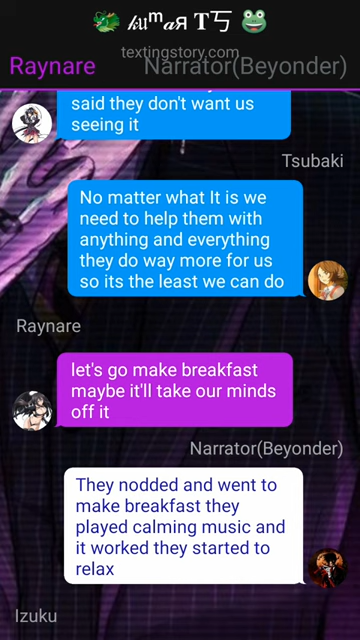 🐲 𝓴𝓾ᵐ𝒂Я 𝐓丂 🐸
textingstory.com
Raynare Narrator(Beyonder)
said they don't want us
seeing it
Tsubaki
No matter what It is we
need to help them with
anything and everything
they do way more for us
so its the least we can do
Raynare
let's go make breakfast
maybe it'll take our minds
off it
Narrator(Beyonder)
They nodded and went to
make breakfast they
played calming music and
it worked they started to
relax
Izuku